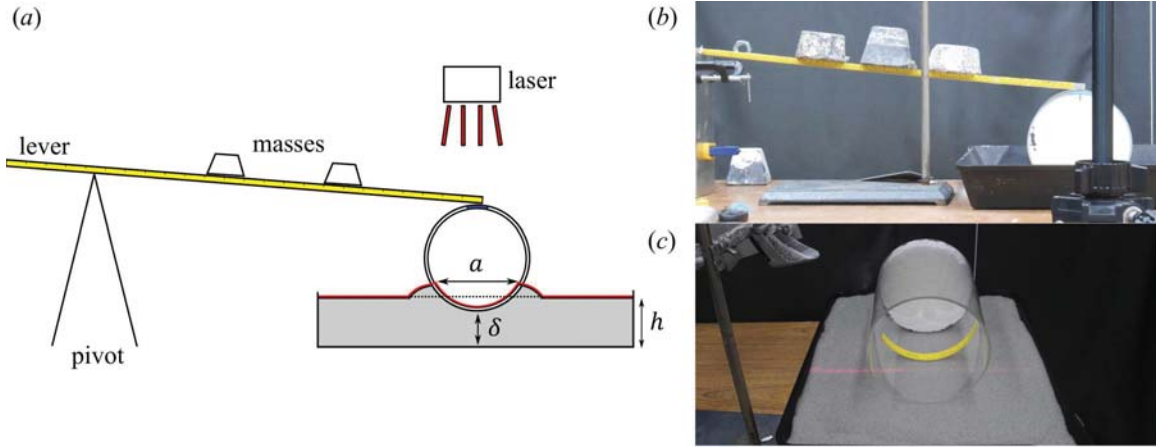 (a)
laser
lever
masses
a
δ
h
pivot
(b)
(c)